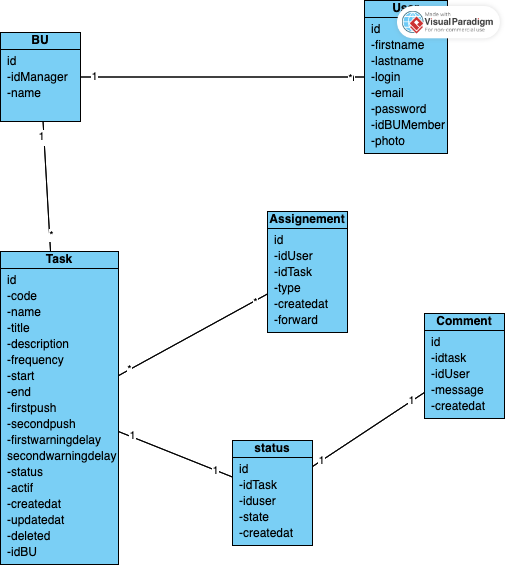 BU
id
-idManager
-name
1
*
User
Made with
Visual Paradigm
For non-commercial use
id
-firstname
-lastname
-login
-email
-password
-idBUMember
-photo
1
*
Task
id
-code
-name
-title
-description
-frequency
-start
-end
-firstpush
-secondpush
-firstwarningdelay
secondwarningdelay
-status
-actif
-createdat
-updatedat
-deleted
-idBU
Assignement
id
-idUser
-idTask
-type
-createdat
-forward
*
*
1
1
status
id
-idTask
-iduser
-state
-createdat
1
1
Comment
id
-idtask
-idUser
-message
-createdat